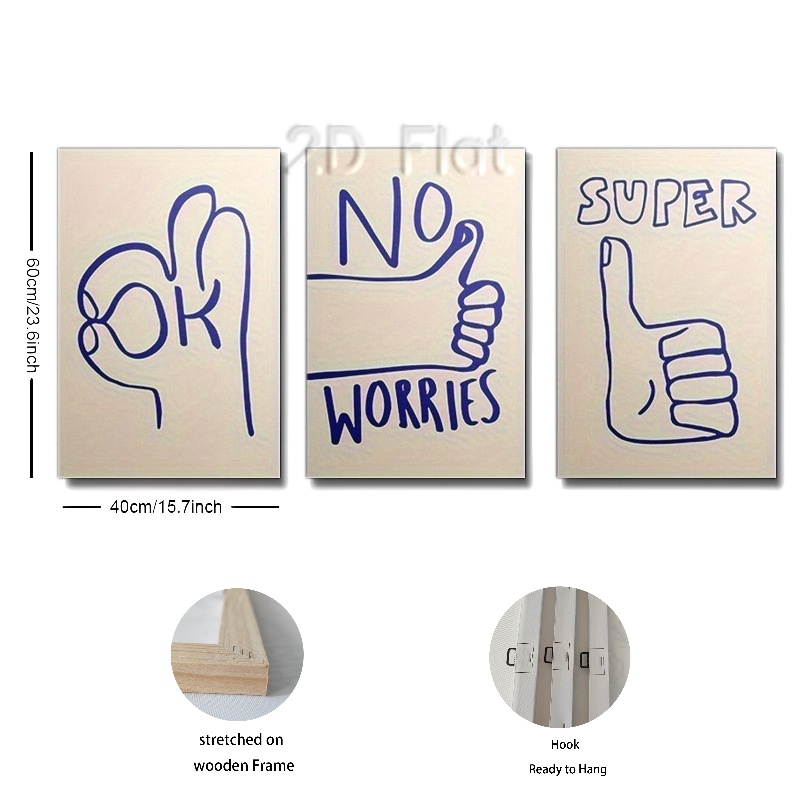 2.D Flat.
OK
NO
WORRIES
SUPER
60cm/23.6inch
40cm/15.7inch
stretched on
wooden Frame
Hook
Ready to Hang